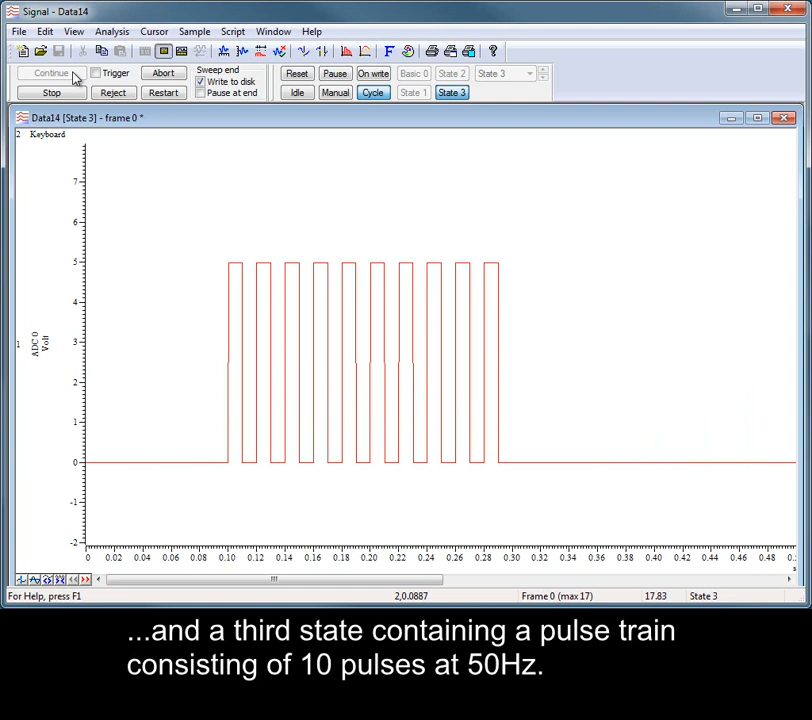 Signal - Data14
File Edit View Analysis Cursor Sample Script Window Help
Continue Trigger Abort Sweep end Reset Pause On write Basic 0 State 2 State 3
Write to disk
Stop Reject Restart Pause at end Idle Manual Cycle State 1 State 3
Data14 [State 3] - frame 0 *
2 Keyboard
7
6
5
4
1 ADC 0 Volt 3
2
1
0
-1
-2
0 0.02 0.04 0.06 0.08 0.10 0.12 0.14 0.16 0.18 0.20 0.22 0.24 0.26 0.28 0.30 0.32 0.34 0.36 0.38 0.40 0.42 0.44 0.46 0.48
s
For Help, press F1 2,0.0887 Frame 0 (max 17) 17.83 State 3
...and a third state containing a pulse train
consisting of 10 pulses at 50Hz.